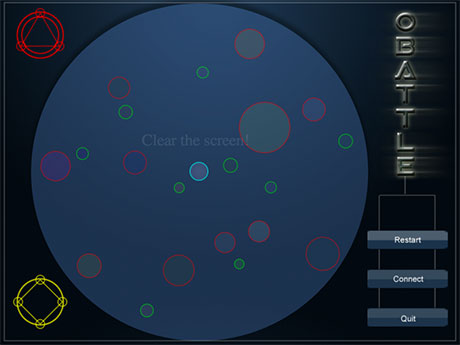 OBATTLE
Clear the screen!
Restart
Connect
Quit